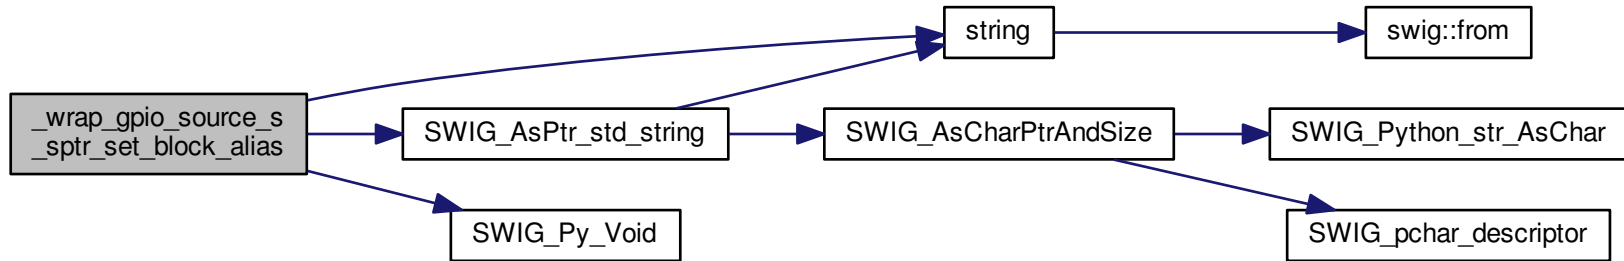 string
swig::from
_wrap_gpio_source_s
_sptr_set_block_alias
SWIG_AsPtr_std_string
SWIG_AsCharPtrAndSize
SWIG_Python_str_AsChar
SWIG_Py_Void
SWIG_pchar_descriptor